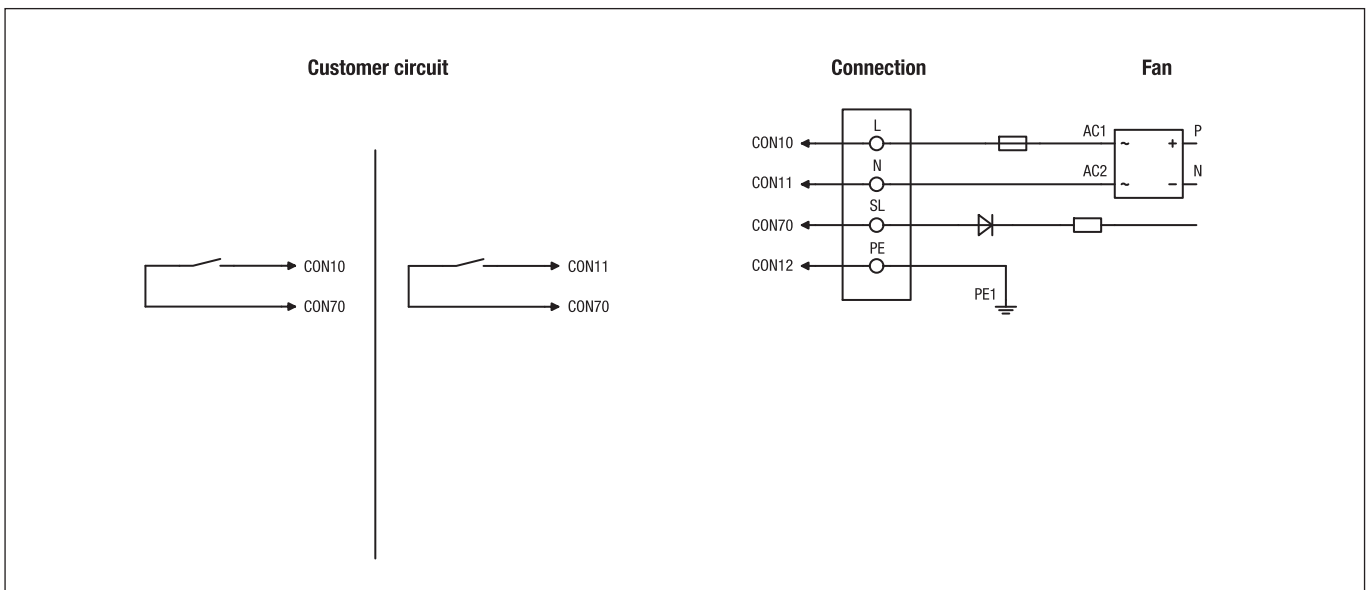 Customer circuit
Connection
Fan
CON10
CON70
CON11
CON70
CON10
L
AC1
~
+
P
CON11
N
AC2
~
−
N
CON70
SL
CON12
PE
PE1